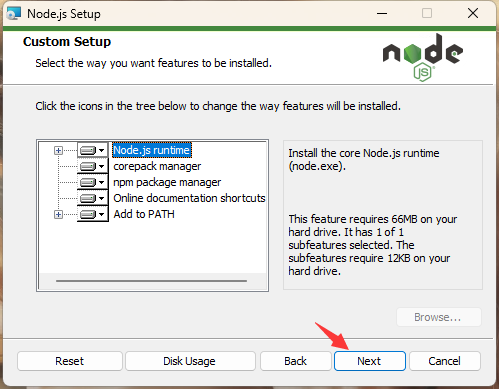 Node.js Setup
Custom Setup
Select the way you want features to be installed.
node
JS
Click the icons in the tree below to change the way features will be installed.
Node.js runtime
corepack manager
npm package manager
Online documentation shortcuts
Add to PATH
Install the core Node.js runtime
(node.exe).
This feature requires 66MB on your
hard drive. It has 1 of 1
subfeatures selected. The
subfeatures require 12KB on your
hard drive.
Browse...
Reset
Disk Usage
Back
Next
Cancel